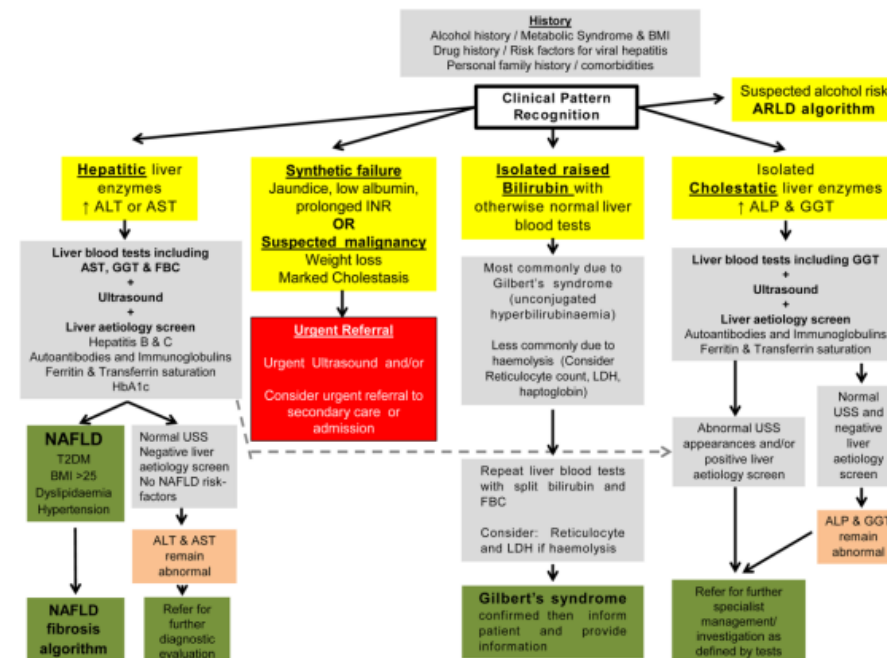 History
Alcohol history / Metabolic Syndrome & BMI
Drug history / Risk factors for viral hepatitis
Personal family history / comorbidities
Clinical Pattern
Recognition
Suspected alcohol risk
ARLD algorithm
Hepatitic liver
enzymes
↑ ALT or AST
Liver blood tests including
AST, GGT & FBC
+
Ultrasound
+
Liver aetiology screen
Hepatitis B & C
Autoantibodies and Immunoglobulins
Ferritin & Transferrin saturation
HbA1c
NAFLD
T2DM
BMI >25
Dyslipidaemia
Hypertension
NAFLD
fibrosis
algorithm
Normal USS
Negative liver
aetiology screen
No NAFLD risk-
factors
ALT & AST
remain
abnormal
Refer for
further
diagnostic
evaluation
Synthetic failure
Jaundice, low albumin,
prolonged INR
OR
Suspected malignancy
Weight loss
Marked Cholestasis
Urgent Referral
Urgent Ultrasound and/or
Consider urgent referral to
secondary care or
admission
Isolated raised
Bilirubin with
otherwise normal liver
blood tests
Most commonly due to
Gilbert's syndrome
(unconjugated
hyperbilirubinaemia)
Less commonly due to
haemolysis (Consider
Reticulocyte count, LDH,
haptoglobin)
Repeat liver blood tests
with split bilirubin and
FBC
Consider: Reticulocyte
and LDH if haemolysis
Gilbert's syndrome
confirmed then inform
patient and provide
information
Isolated
Cholestatic liver enzymes
↑ ALP & GGT
Liver blood tests including GGT
+
Ultrasound
+
Liver aetiology screen
Autoantibodies and Immunoglobulins
Ferritin & Transferrin saturation
Abnormal USS
appearances and/or
positive liver
aetiology screen
Normal
USS and
negative
liver
aetiology
screen
ALP & GGT
remain
abnormal
Refer for further
specialist
management/
investigation as
defined by tests